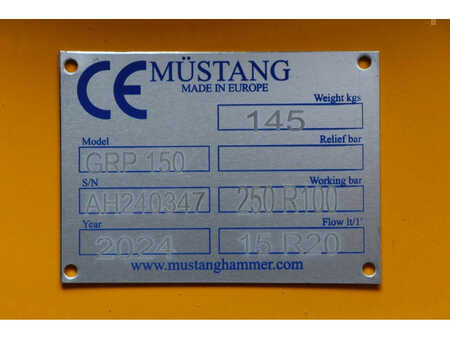 CE MÜSTANG
MADE IN EUROPE
Weight kgs
145
Model
Relief bar
GRP 150
S/N
Working bar
AH240347
250 R100
Year
Flow lt/1'
2024
15 R20
www.mustanghammer.com